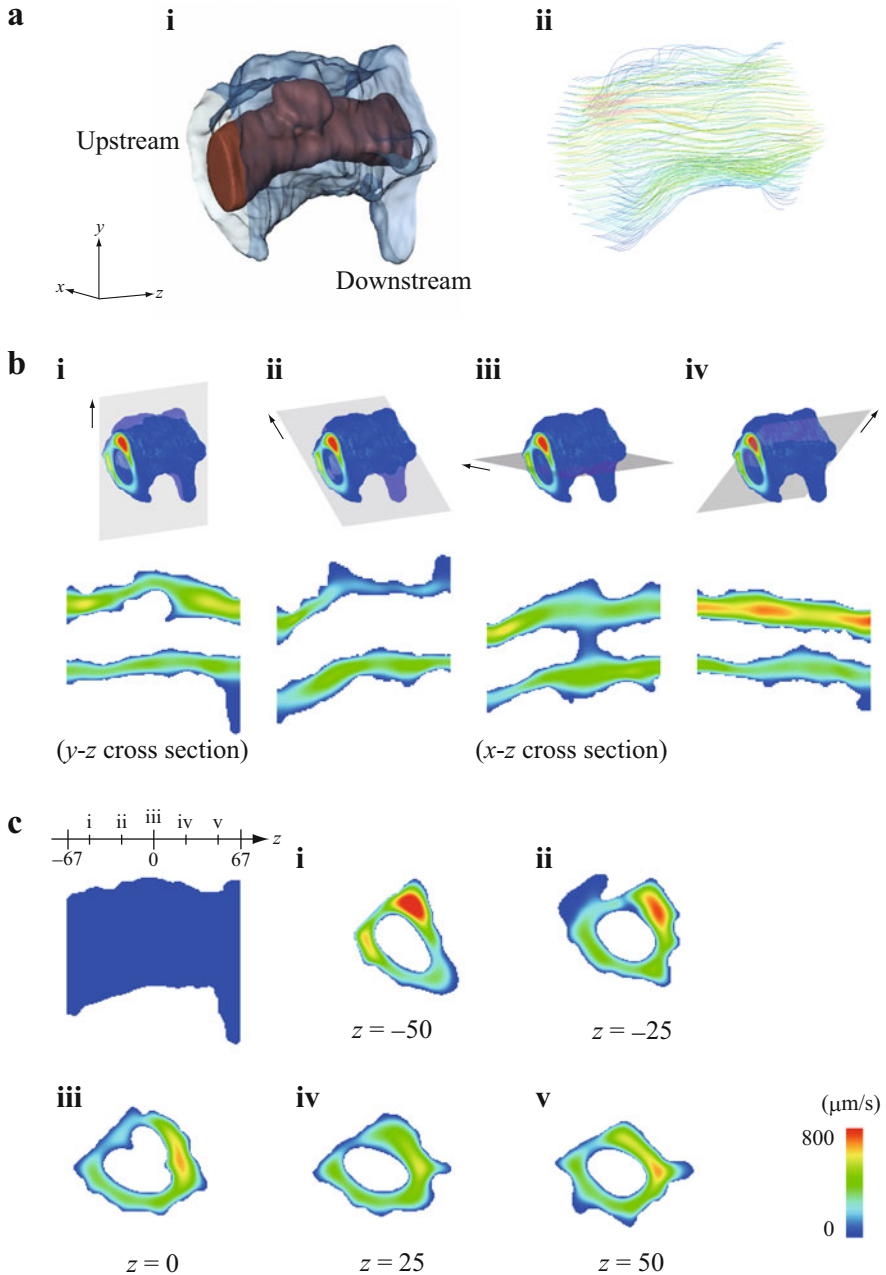 a
i
ii
Upstream
Downstream
y
x
z
b
i
ii
iii
iv
(y-z cross section)
(x-z cross section)
c
i ii iii iv v
z
–67 0 67
i
ii
z = –50
z = –25
iii
iv
v
(μm/s)
800
0
z = 0
z = 25
z = 50